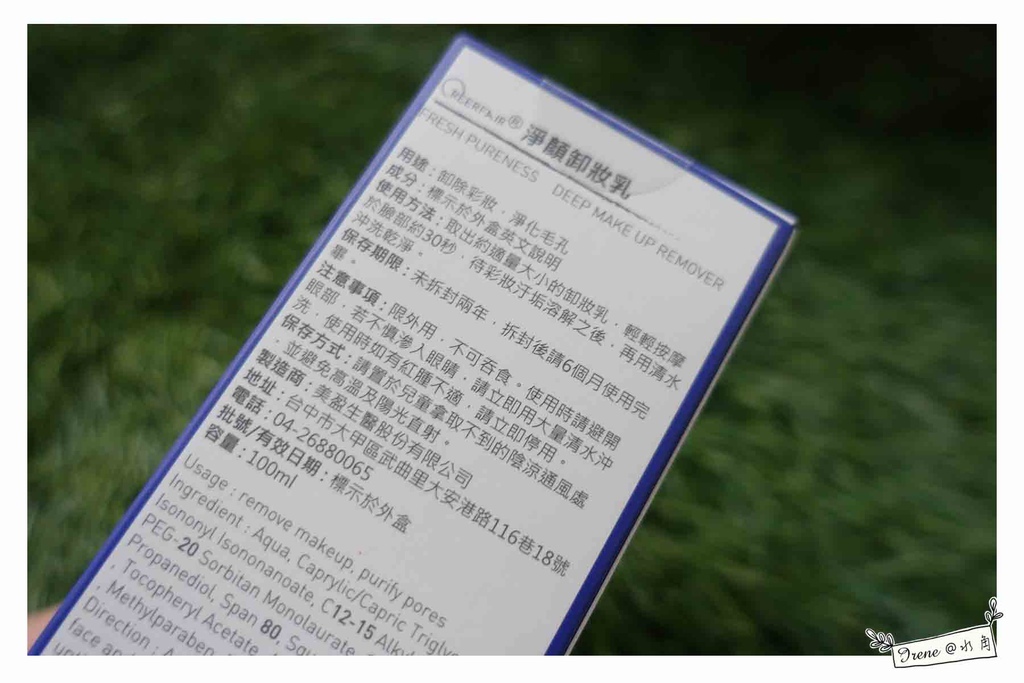 淨顏卸妝乳
FRESH PURENESS DEEP MAKE UP REMOVER
用途：卸除彩妝，淨化毛孔
成分：標示於外盒英文說明
使用方法：取出約適量大小的卸妝乳，輕輕按摩
於臉部約30秒，待彩妝汙垢溶解之後，再用清水
沖洗乾淨。
保存期限：未拆封兩年，拆封後請6個月使用完
畢。
注意事項：限外用，不可吞食。使用時請避開
眼部，若不慎滲入眼睛，請立即用大量清水沖
洗，使用時如有紅腫不適，請立即停用。
保存方式：請置於兒童拿取不到的陰涼通風處
，並避免高溫及陽光直射。
製造商：美盈生醫股份有限公司
地址：台中市大甲區武曲里大安港路116巷18號
電話：04-26880065
批號/有效日期：標示於外盒
容量：100ml
Usage : remove makeup, purify pores
Ingredient : Aqua, Caprylic/Capric Triglyc
Isononyl Isononanoate, C12-15 Alky
PEG-20 Sorbitan Monolaurate,
Propanediol, Span 80, Squ
, Tocopheryl Acetate,
, Methylparaben
Direction :
face an
Irene @ 水角